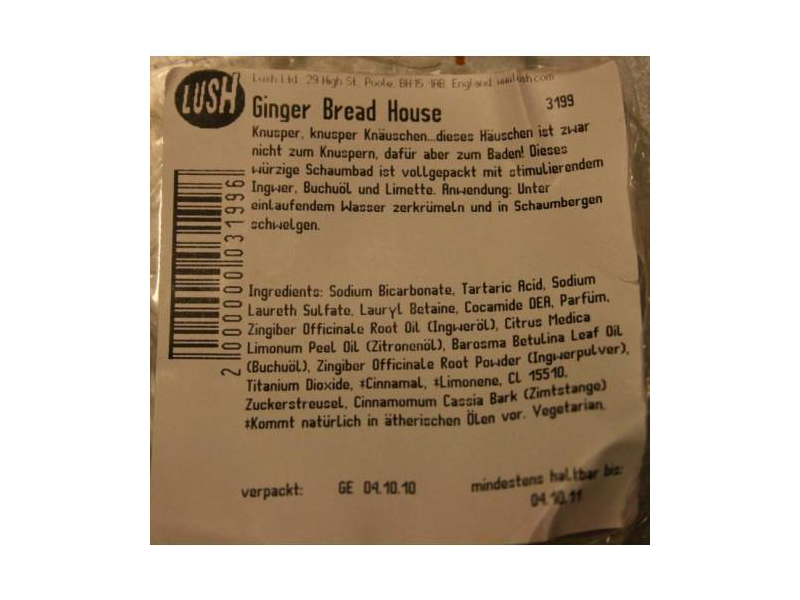 LUSH
Lush Ltd, 29 High St, Poole, BH15 1AB, England, www.lush.com
Ginger Bread House 3199
Knusper, knusper Knäuschen...dieses Häuschen ist zwar
nicht zum Knuspern, dafür aber zum Baden! Dieses
würzige Schaumbad ist vollgepackt mit stimulierendem
Ingwer, Buchuöl und Limette. Anwendung: Unter
einlaufendem Wasser zerkrümeln und in Schaumbergen
schwelgen.
2 000000 031996
Ingredients: Sodium Bicarbonate, Tartaric Acid, Sodium
Laureth Sulfate, Lauryl Betaine, Cocamide DEA, Parfüm,
Zingiber Officinale Root Oil (Ingweröl), Citrus Medica
Limonum Peel Oil (Zitronenöl), Barosma Betulina Leaf Oil
(Buchuöl), Zingiber Officinale Root Powder (Ingwerpulver),
Titanium Dioxide, *Cinnamal, *Limonene, CL 15510,
Zuckerstreusel, Cinnamomum Cassia Bark (Zimtstange)
*Kommt natürlich in ätherischen Ölen vor. Vegetarian.
verpackt: GE 04.10.10 mindestens haltbar bis:
04.10.11